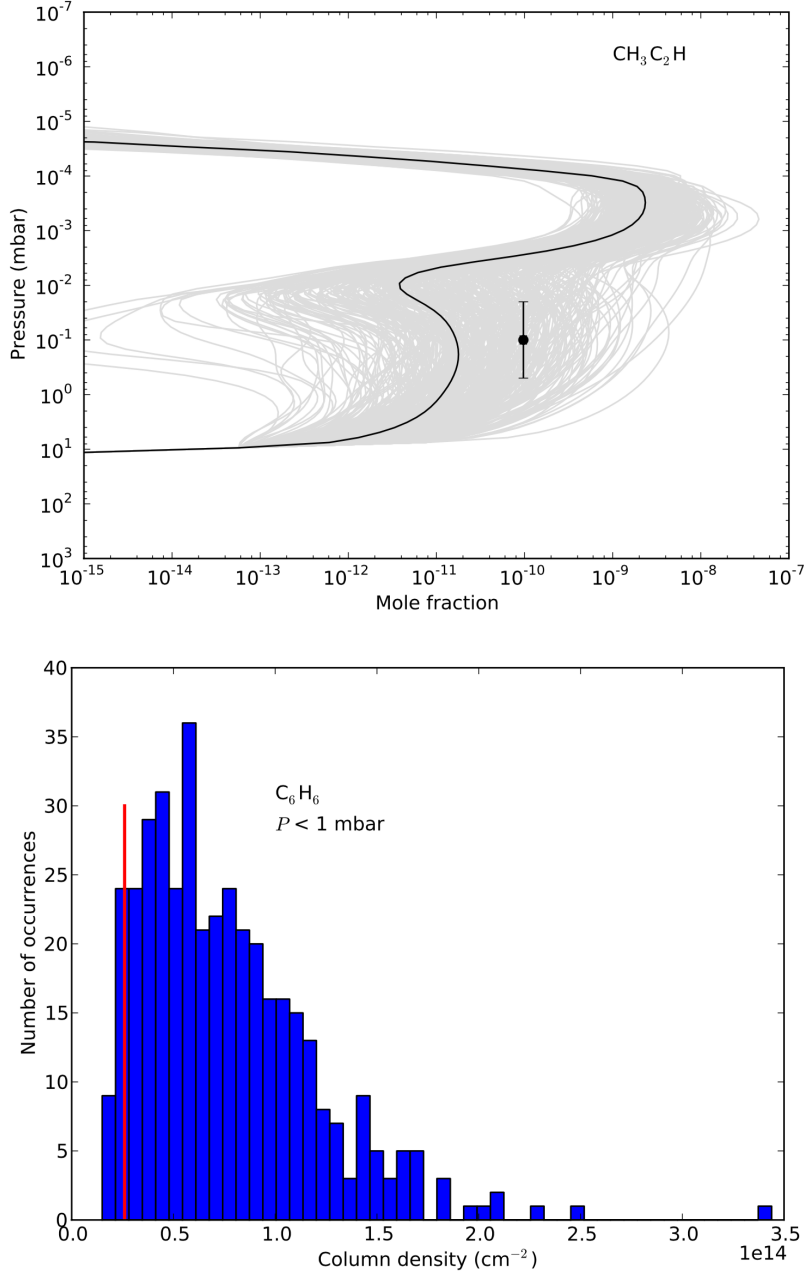 10⁻⁷
10⁻⁶
10⁻⁵
10⁻⁴
10⁻³
10⁻²
10⁻¹
10⁰
10¹
10²
10³
Pressure (mbar)
CH₃C₂H
10⁻¹⁵ 10⁻¹⁴ 10⁻¹³ 10⁻¹² 10⁻¹¹ 10⁻¹⁰ 10⁻⁹ 10⁻⁸ 10⁻⁷
Mole fraction
40
35
30
25
20
15
10
5
0
Number of occurrences
C₆H₆
P < 1 mbar
0.0 0.5 1.0 1.5 2.0 2.5 3.0 3.5
1e14
Column density (cm⁻²)